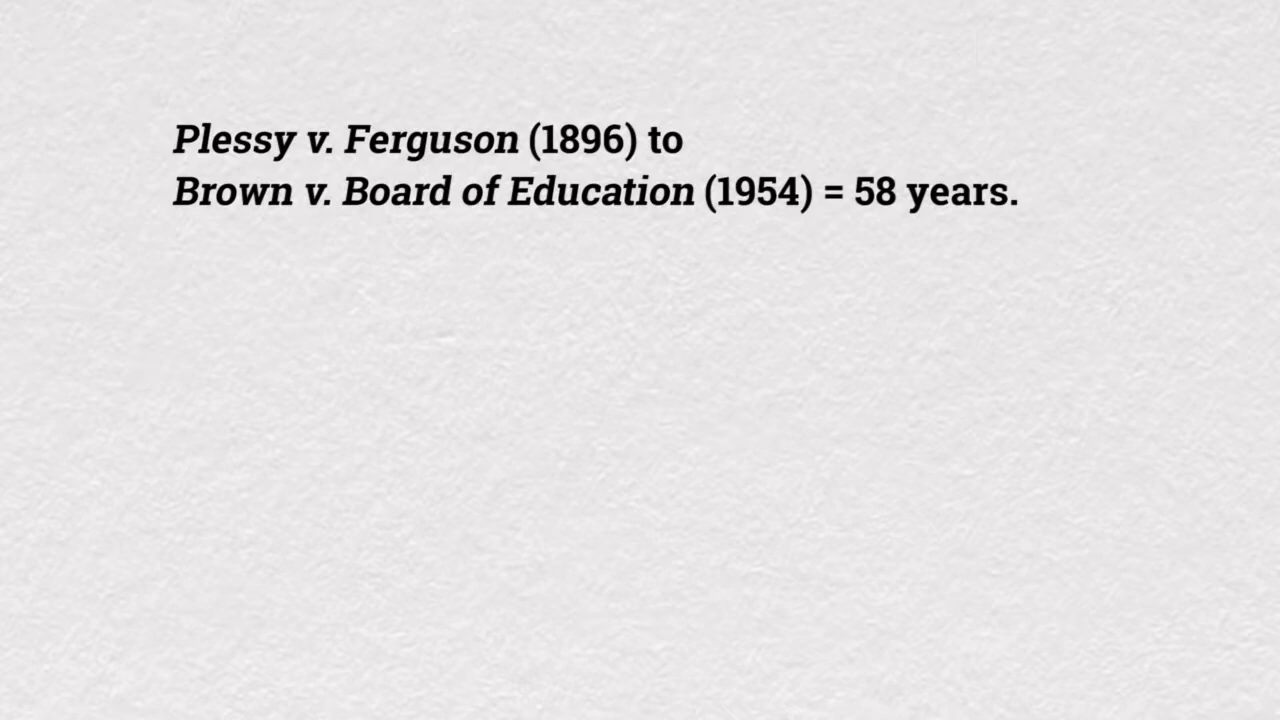 Plessy v. Ferguson (1896) to
Brown v. Board of Education (1954) = 58 years.